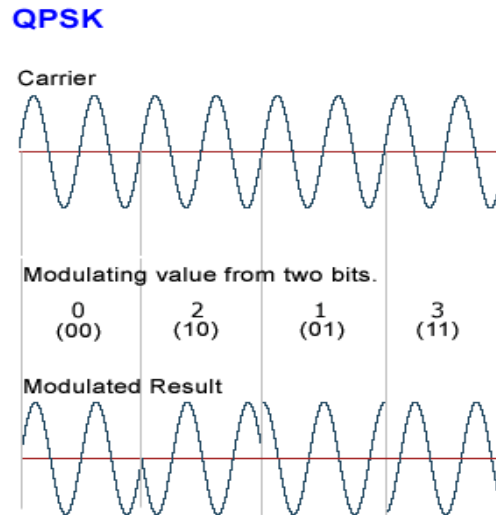 QPSK
Carrier
Modulating value from two bits.
0 2 1 3
(00) (10) (01) (11)
Modulated Result